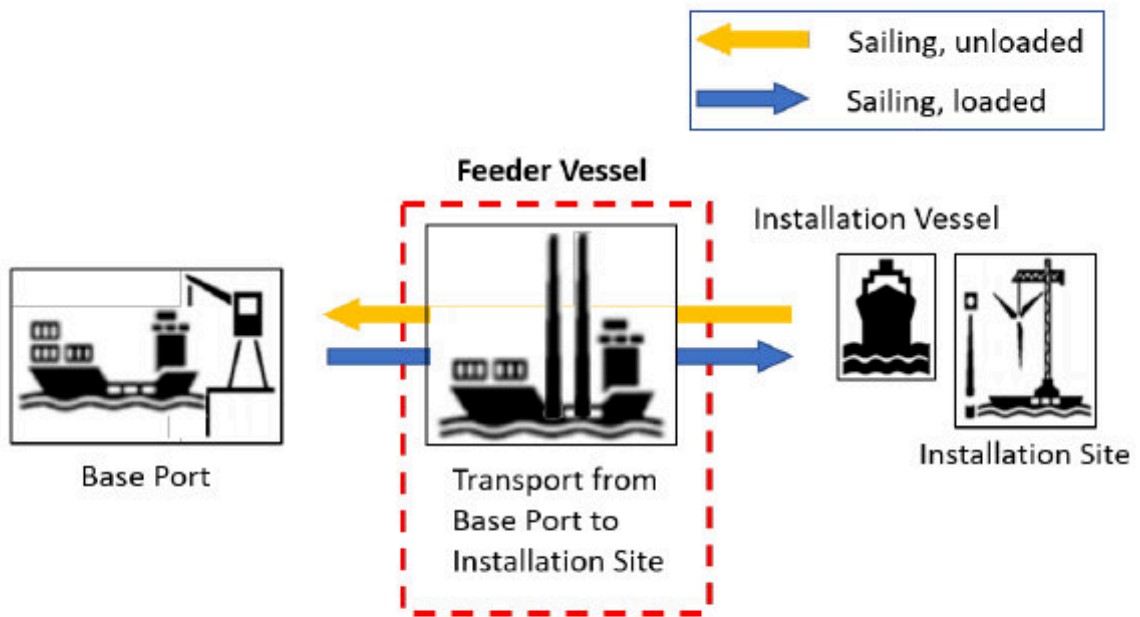 Sailing, unloaded
Sailing, loaded
Feeder Vessel
Installation Vessel
Base Port
Transport from
Base Port to
Installation Site
Installation Site